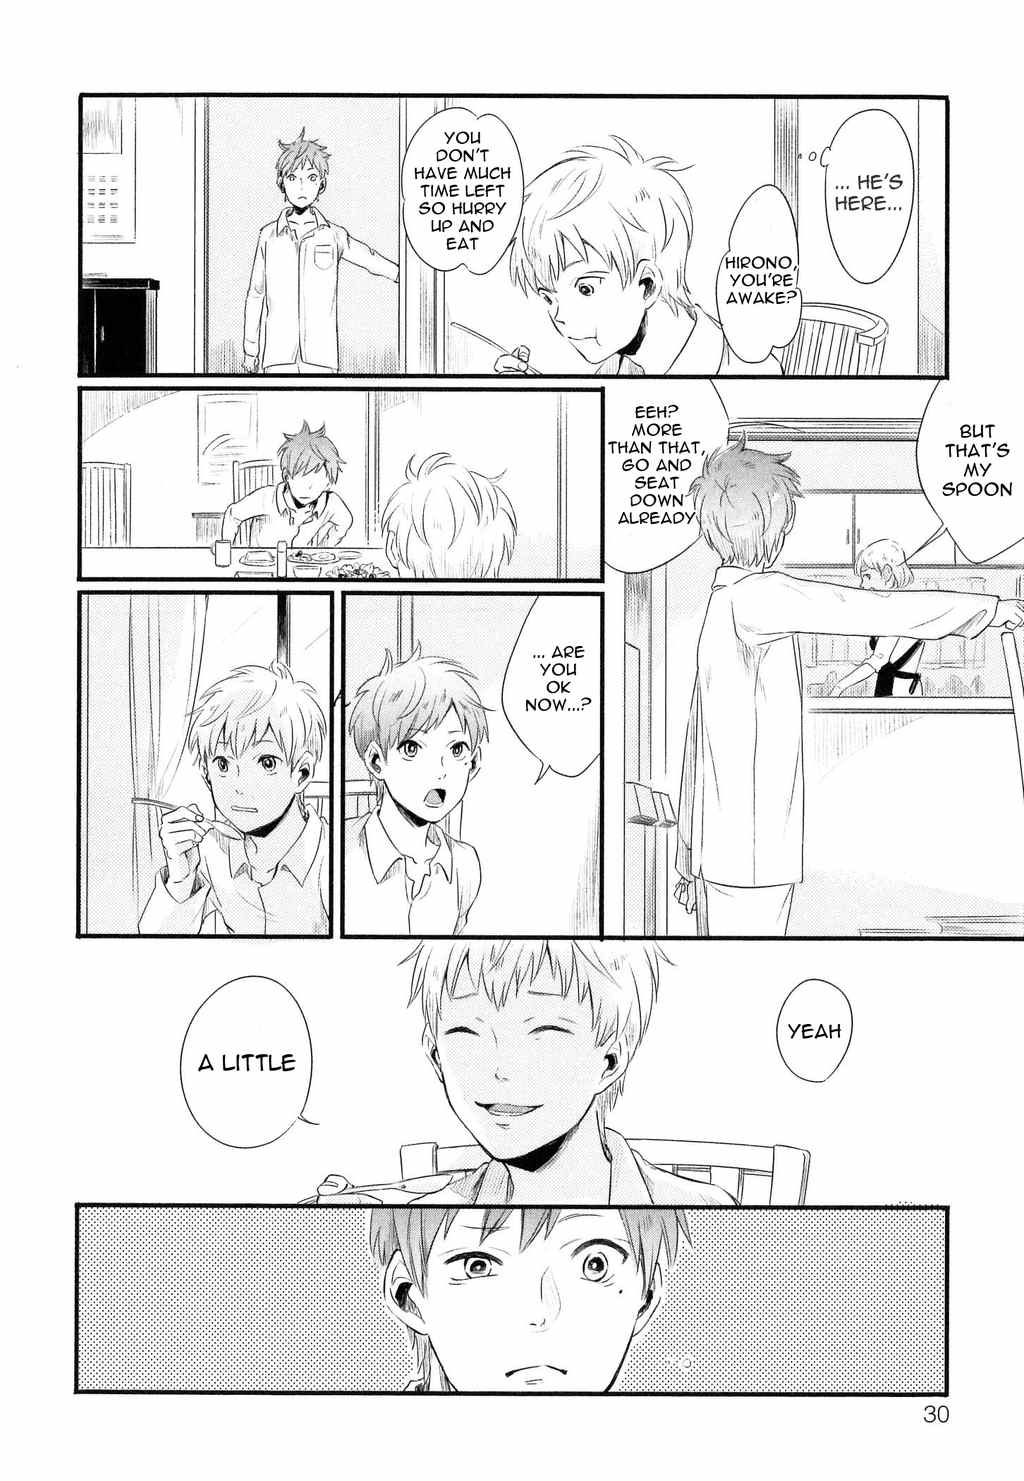 ... HE'S
HERE...
HIRONO,
YOU'RE
AWAKE?
YOU
DON'T
HAVE MUCH
TIME LEFT
SO HURRY
UP AND
EAT
BUT
THAT'S
MY
SPOON
EEH?
MORE
THAN THAT,
GO AND
SEAT
DOWN
ALREADY
... ARE
YOU
OK
NOW...?
YEAH
A LITTLE
30